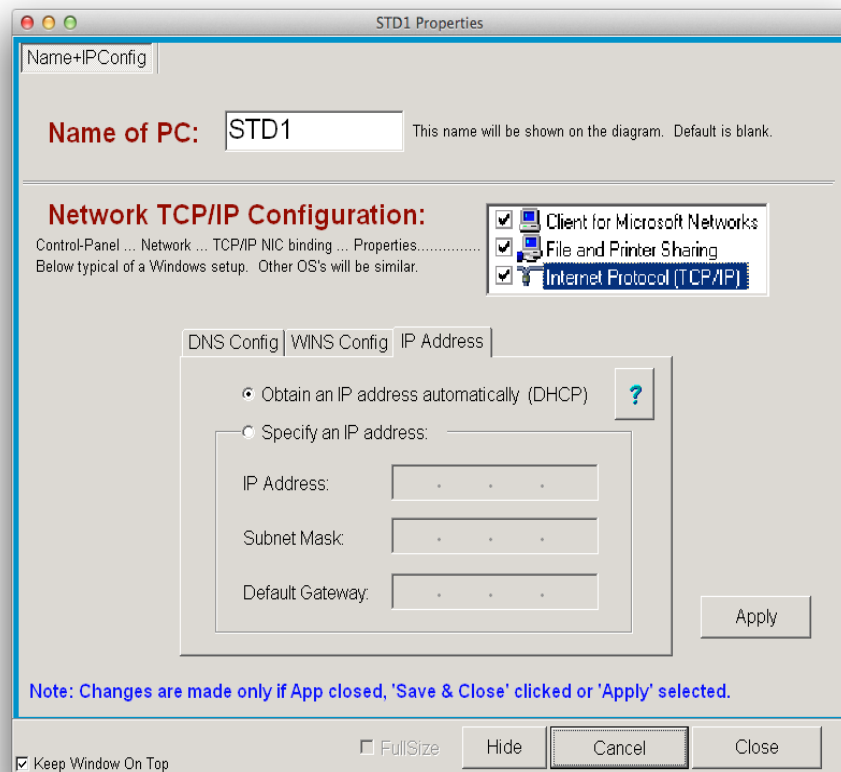 STD1 Properties
Name+IPConfig
Name of PC: STD1 This name will be shown on the diagram. Default is blank.
Network TCP/IP Configuration:
Control-Panel ... Network ... TCP/IP NIC binding ... Properties...............
Below typical of a Windows setup. Other OS's will be similar.
Client for Microsoft Networks
File and Printer Sharing
Internet Protocol (TCP/IP)
DNS Config WINS Config IP Address
Obtain an IP address automatically (DHCP) ?
Specify an IP address:
IP Address: . . .
Subnet Mask: . . .
Default Gateway: . . .
Apply
Note: Changes are made only if App closed, 'Save & Close' clicked or 'Apply' selected.
Keep Window On Top FullSize Hide Cancel Close